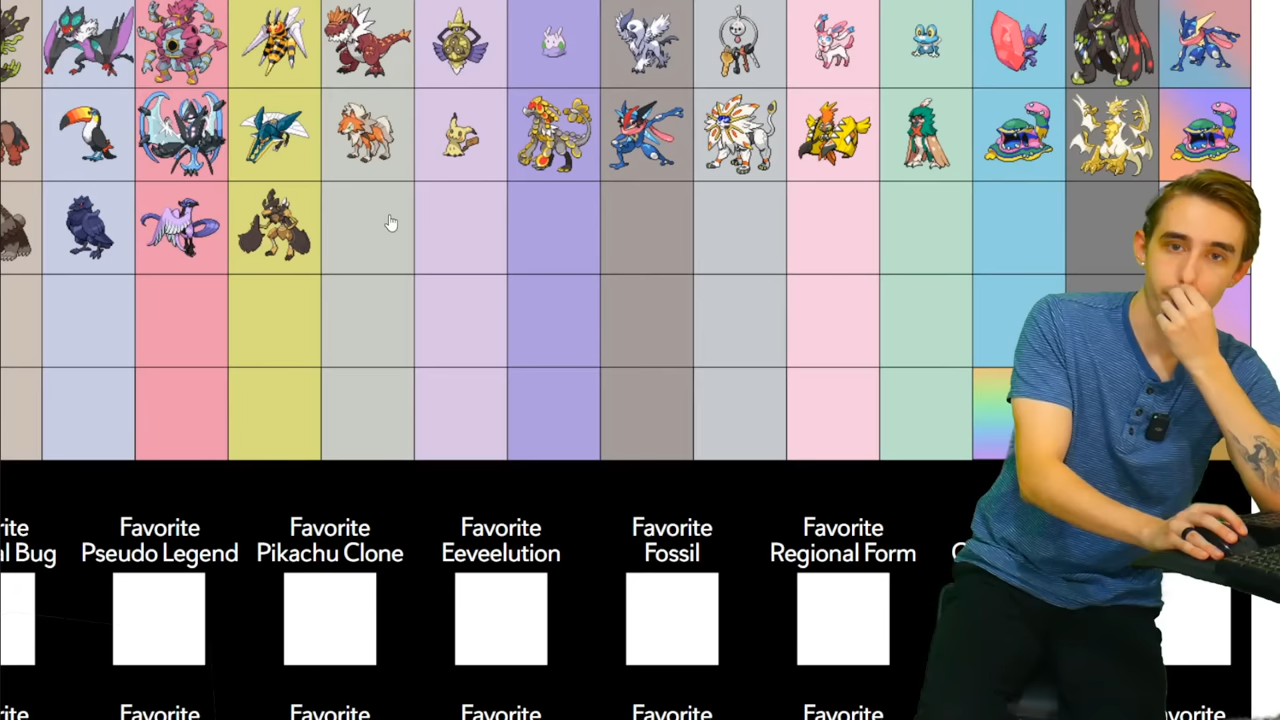 rite
l Bug
Favorite
Pseudo Legend
Favorite
Pikachu Clone
Favorite
Eeveelution
Favorite
Fossil
Favorite
Regional Form
rite
Favorite
Favorite
Favorite
Favorite
Favorite
vorite